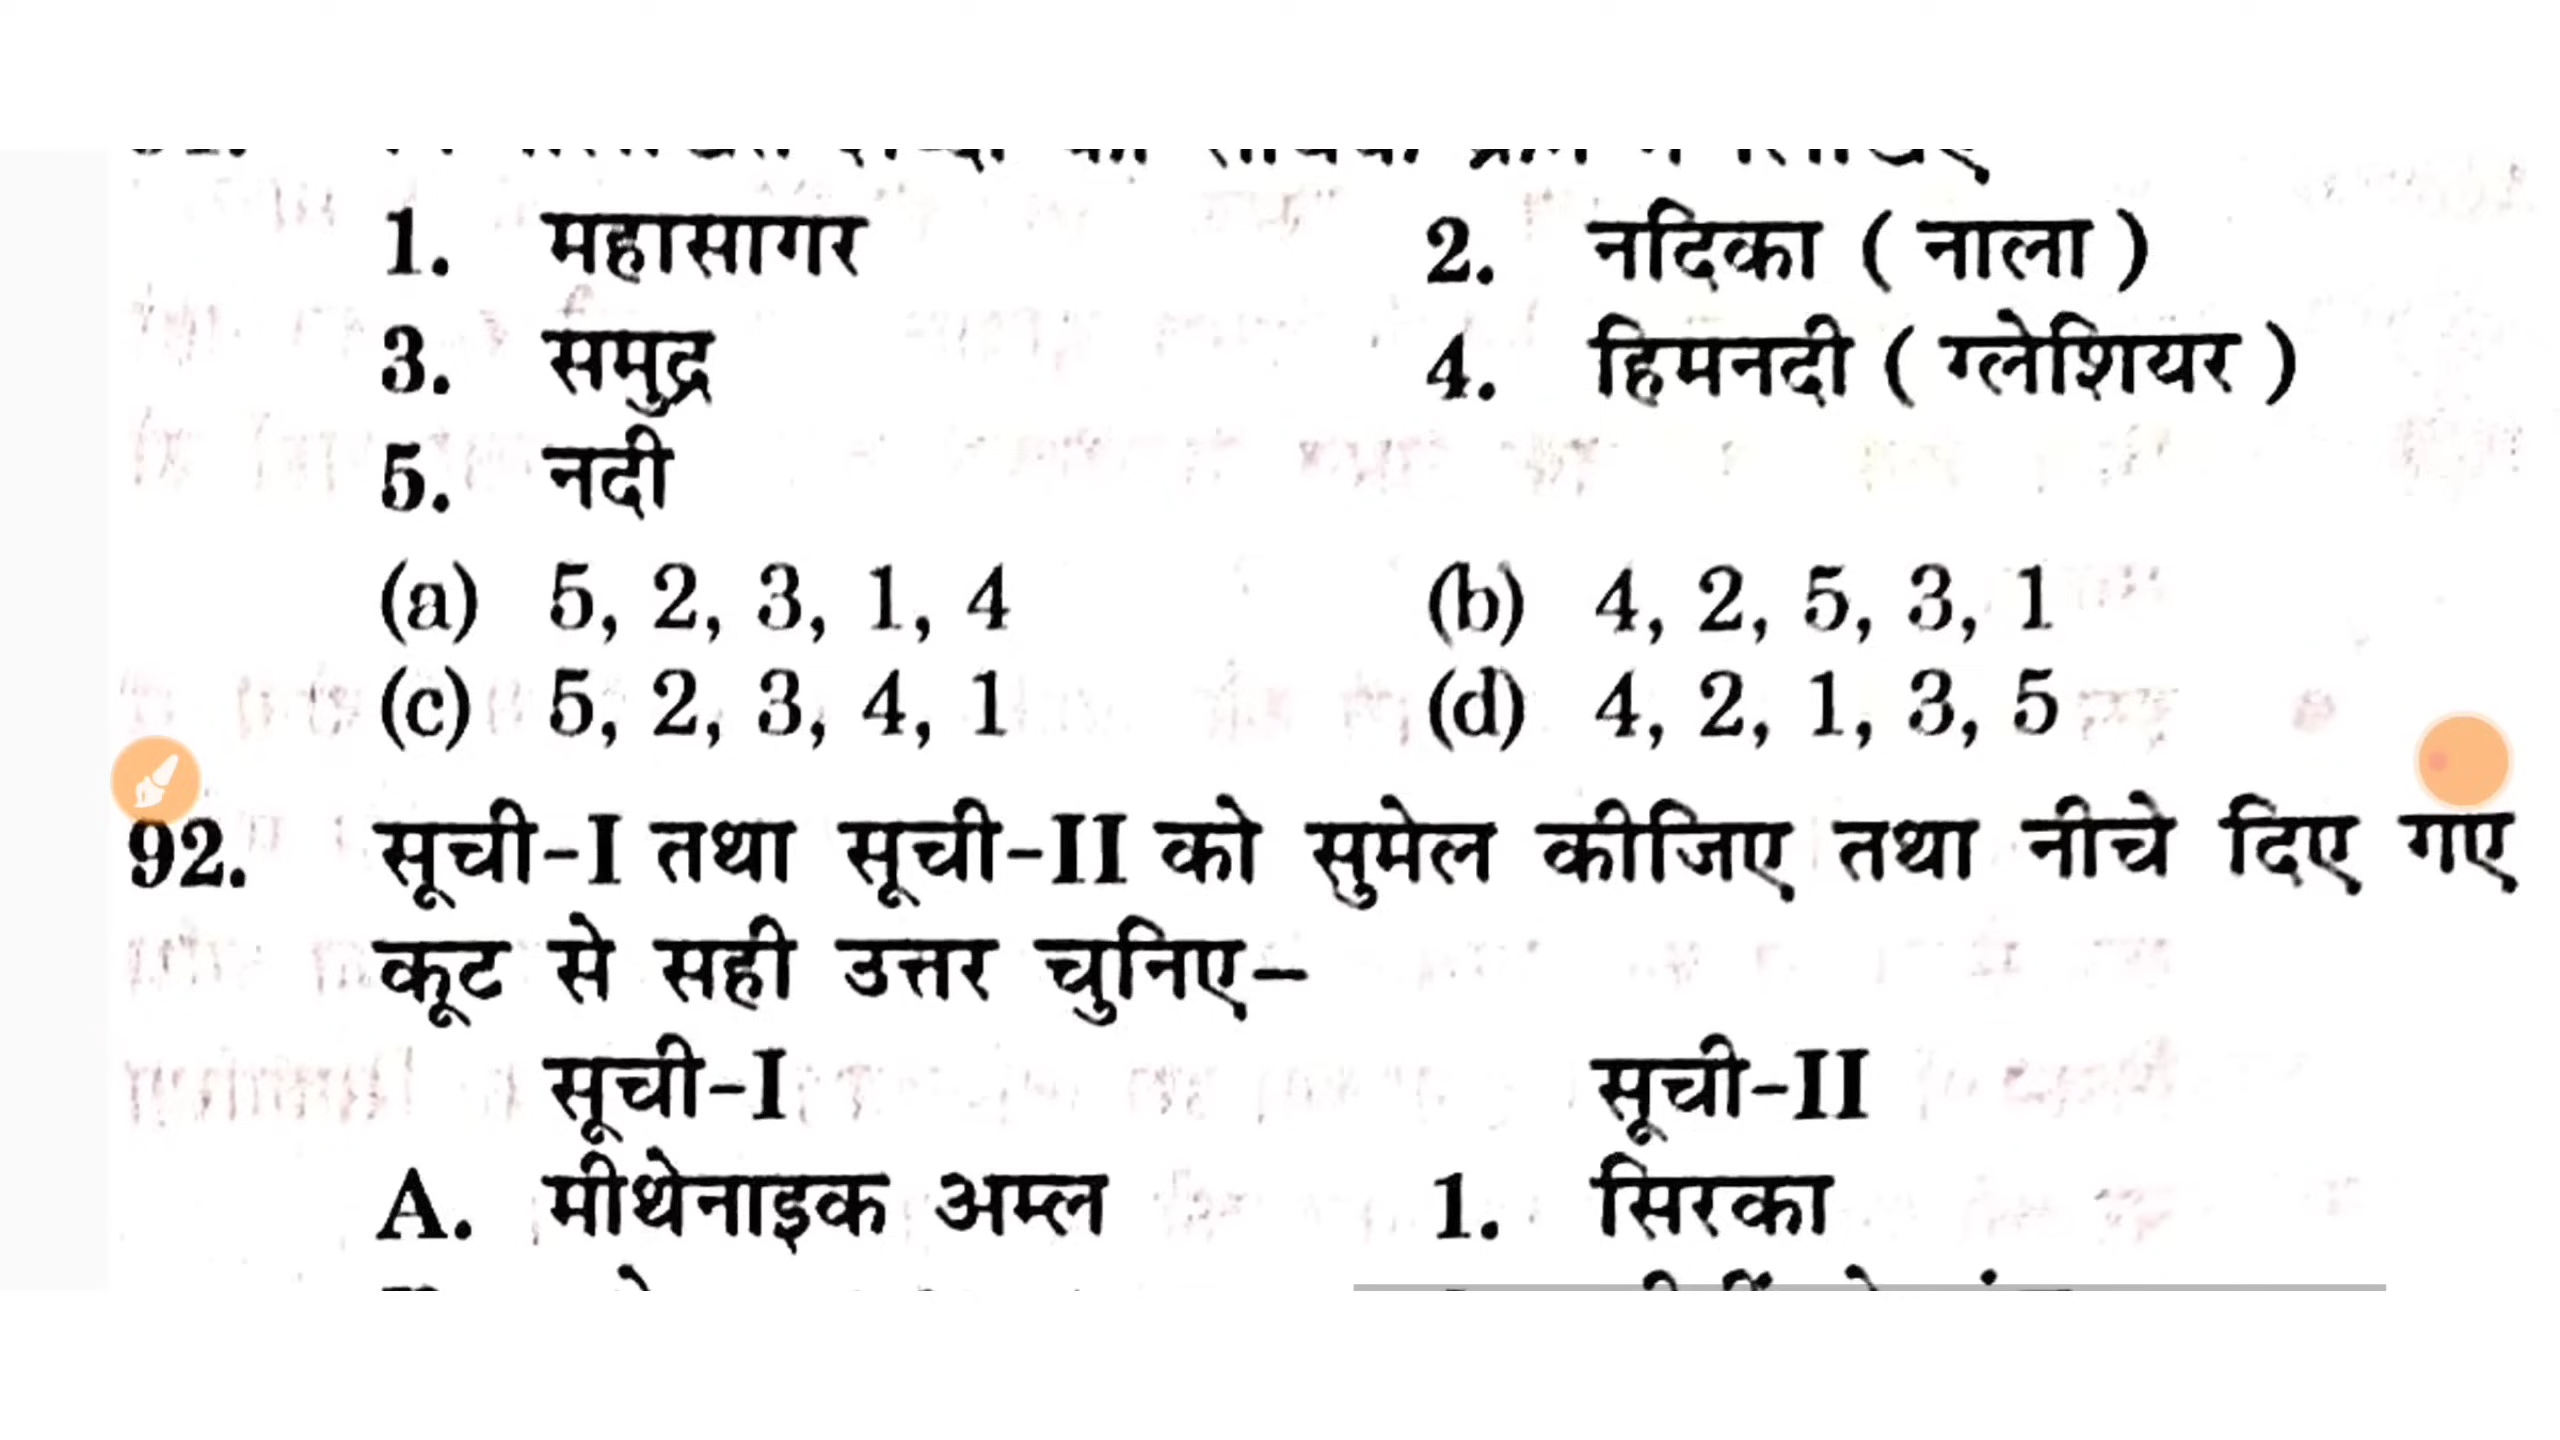 1. महासागर 2. नदिका ( नाला )
3. समुद्र 4. हिमनदी ( ग्लेशियर )
5. नदी
(a) 5, 2, 3, 1, 4 (b) 4, 2, 5, 3, 1
(c) 5, 2, 3, 4, 1 (d) 4, 2, 1, 3, 5
92. सूची-I तथा सूची-II को सुमेल कीजिए तथा नीचे दिए गए
कूट से सही उत्तर चुनिए–
सूची-I सूची-II
A. मीथेनाइक अम्ल 1. सिरका